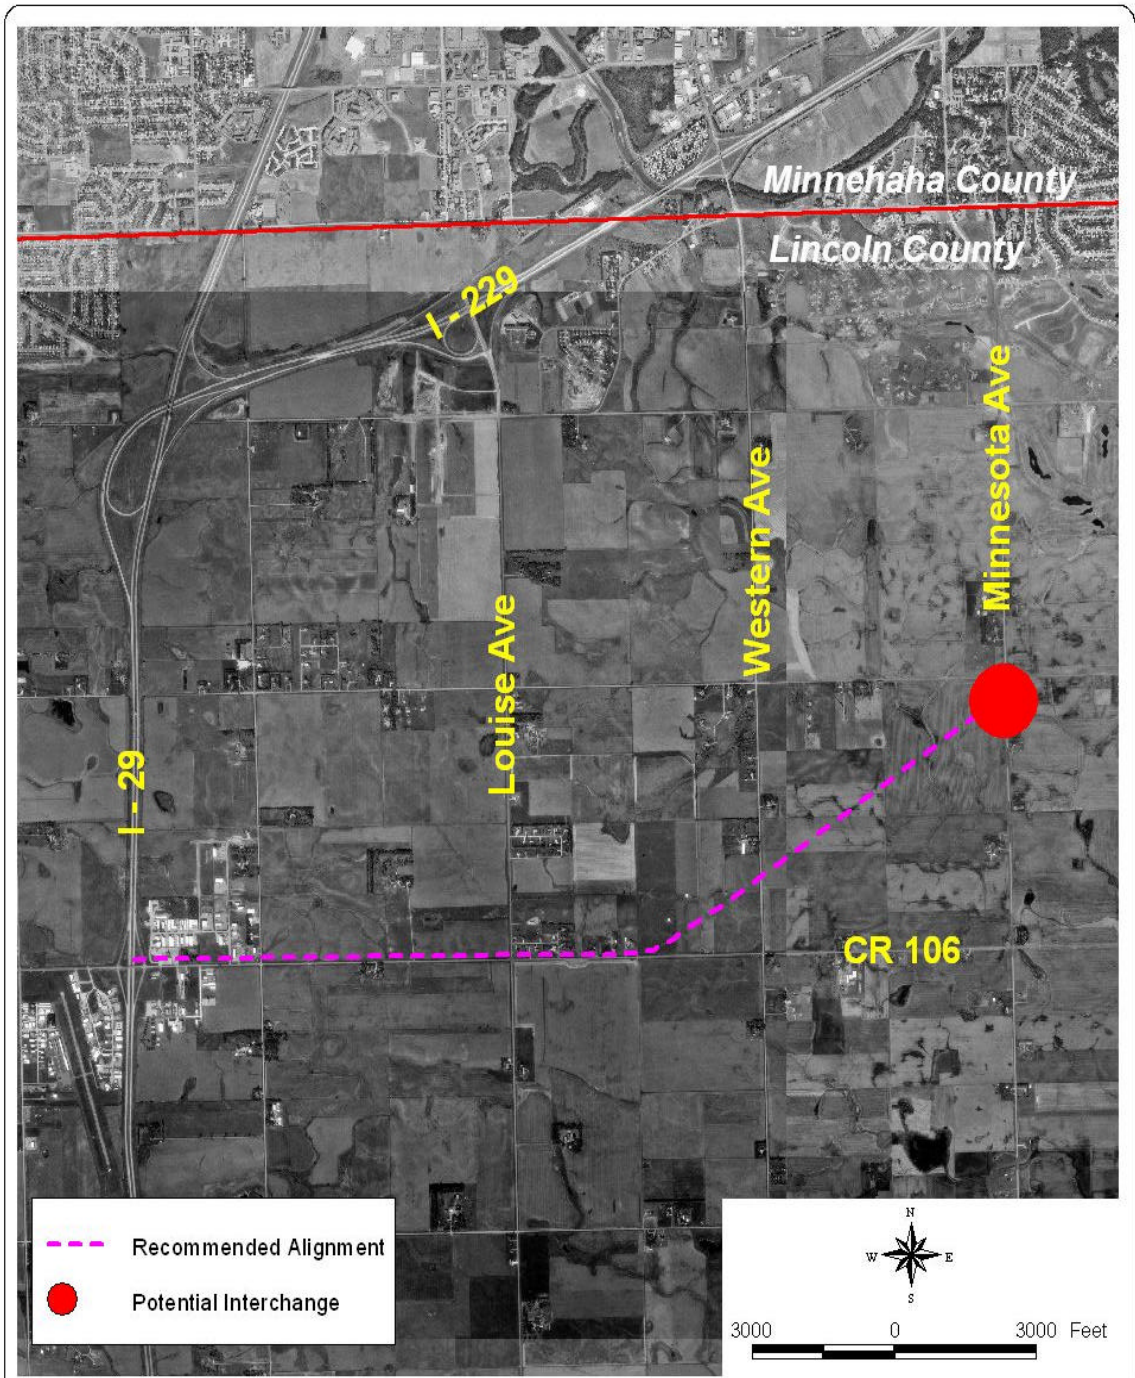 Minnehaha County
Lincoln County
I - 229
Minnesota Ave
Western Ave
Louise Ave
I - 29
CR 106
Recommended Alignment
Potential Interchange
N
W E
S
3000 0 3000 Feet